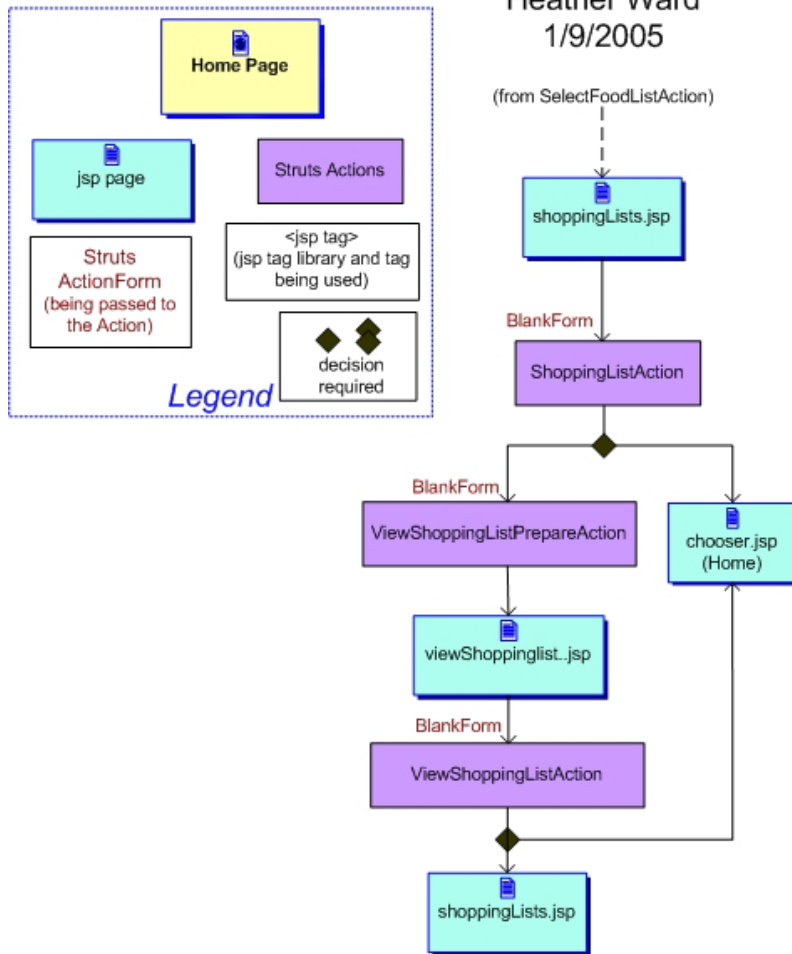 Heather Ward
1/9/2005
Home Page
jsp page
Struts Actions
Struts
ActionForm
(being passed to
the Action)
<jsp tag>
(jsp tag library and tag
being used)
decision
required
Legend
(from SelectFoodListAction)
shoppingLists.jsp
BlankForm
ShoppingListAction
BlankForm
ViewShoppingListPrepareAction
chooser.jsp
(Home)
viewShoppinglist..jsp
BlankForm
ViewShoppingListAction
shoppingLists.jsp